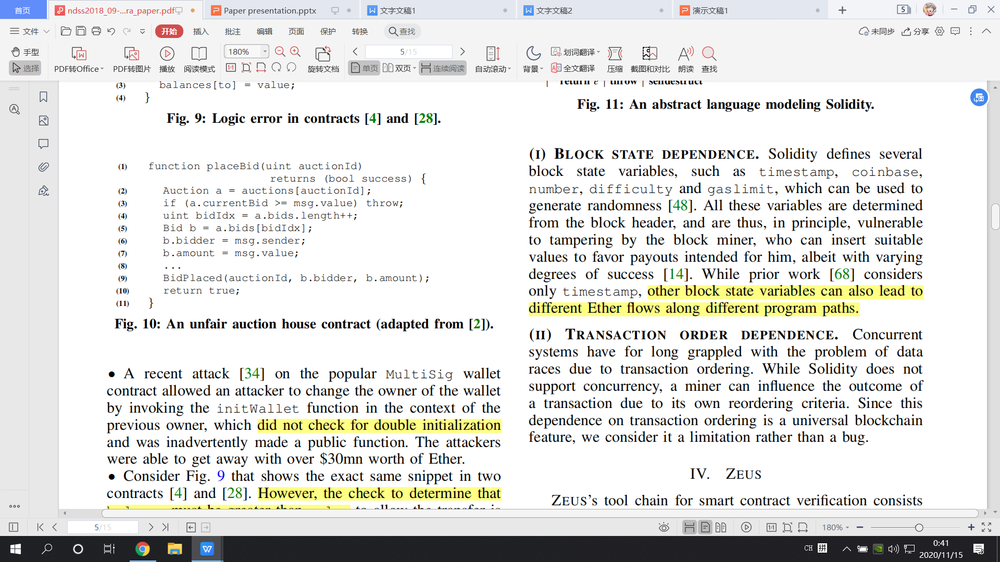 首页
ndss2018_09-...ra_paper.pdf
Paper presentation.pptx
文字文稿1
文字文稿2
演示文稿1
5
文件
开始
插入
批注
编辑
页面
保护
转换
查找
未同步
分享
手型
选择
PDF转Office
PDF转图片
播放
阅读模式
180%
1:1
旋转文档
5/15
单页
双页
连续阅读
自动滚动
背景
划词翻译
全文翻译
压缩
截图和对比
朗读
查找
(3) balances[to] = value;
(4) }
Fig. 9: Logic error in contracts [4] and [28].
(1) function placeBid(uint auctionId)
returns (bool success) {
(2) Auction a = auctions[auctionId];
(3) if (a.currentBid >= msg.value) throw;
(4) uint bidIdx = a.bids.length++;
(5) Bid b = a.bids[bidIdx];
(6) b.bidder = msg.sender;
(7) b.amount = msg.value;
(8) ...
(9) BidPlaced(auctionId, b.bidder, b.amount);
(10) return true;
(11) }
Fig. 10: An unfair auction house contract (adapted from [2]).
• A recent attack [34] on the popular MultiSig wallet
contract allowed an attacker to change the owner of the wallet
by invoking the initWallet function in the context of the
previous owner, which did not check for double initialization
and was inadvertently made a public function. The attackers
were able to get away with over $30mn worth of Ether.
• Consider Fig. 9 that shows the exact same snippet in two
contracts [4] and [28]. However, the check to determine that
must be greater than to allow the transfer is
| return e | throw | selfdestruct
Fig. 11: An abstract language modeling Solidity.
(I) BLOCK STATE DEPENDENCE. Solidity defines several
block state variables, such as timestamp, coinbase,
number, difficulty and gaslimit, which can be used to
generate randomness [48]. All these variables are determined
from the block header, and are thus, in principle, vulnerable
to tampering by the block miner, who can insert suitable
values to favor payouts intended for him, albeit with varying
degrees of success [14]. While prior work [68] considers
only timestamp, other block state variables can also lead to
different Ether flows along different program paths.
(II) TRANSACTION ORDER DEPENDENCE. Concurrent
systems have for long grappled with the problem of data
races due to transaction ordering. While Solidity does not
support concurrency, a miner can influence the outcome of
a transaction due to its own reordering criteria. Since this
dependence on transaction ordering is a universal blockchain
feature, we consider it a limitation rather than a bug.
IV. ZEUS
ZEUS's tool chain for smart contract verification consists
5/15
1:1
180%
CH 拼
0:41
2020/11/15